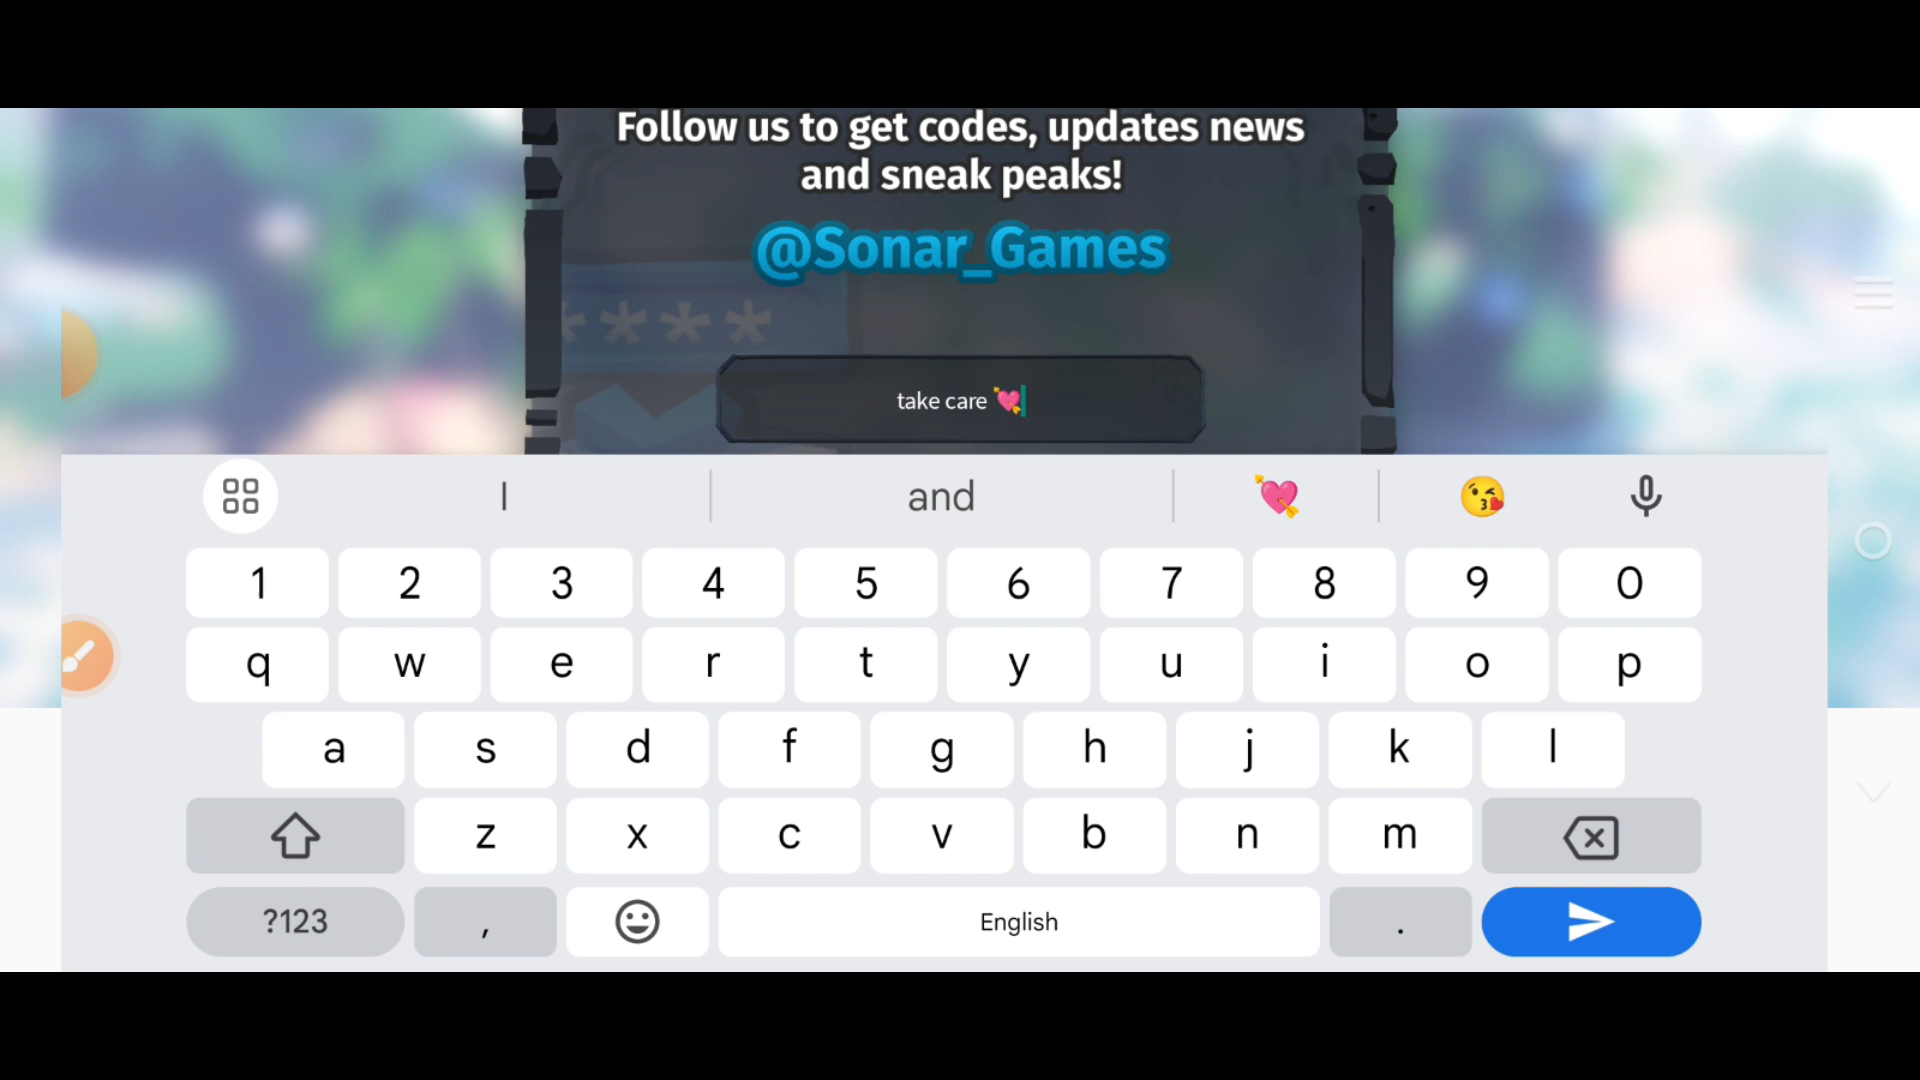 Follow us to get codes, updates news
and sneak peaks!
@Sonar_Games
****
take care 💘
I and 💘 😘
1 2 3 4 5 6 7 8 9 0
q w e r t y u i o p
a s d f g h j k l
z x c v b n m
?123 , English .